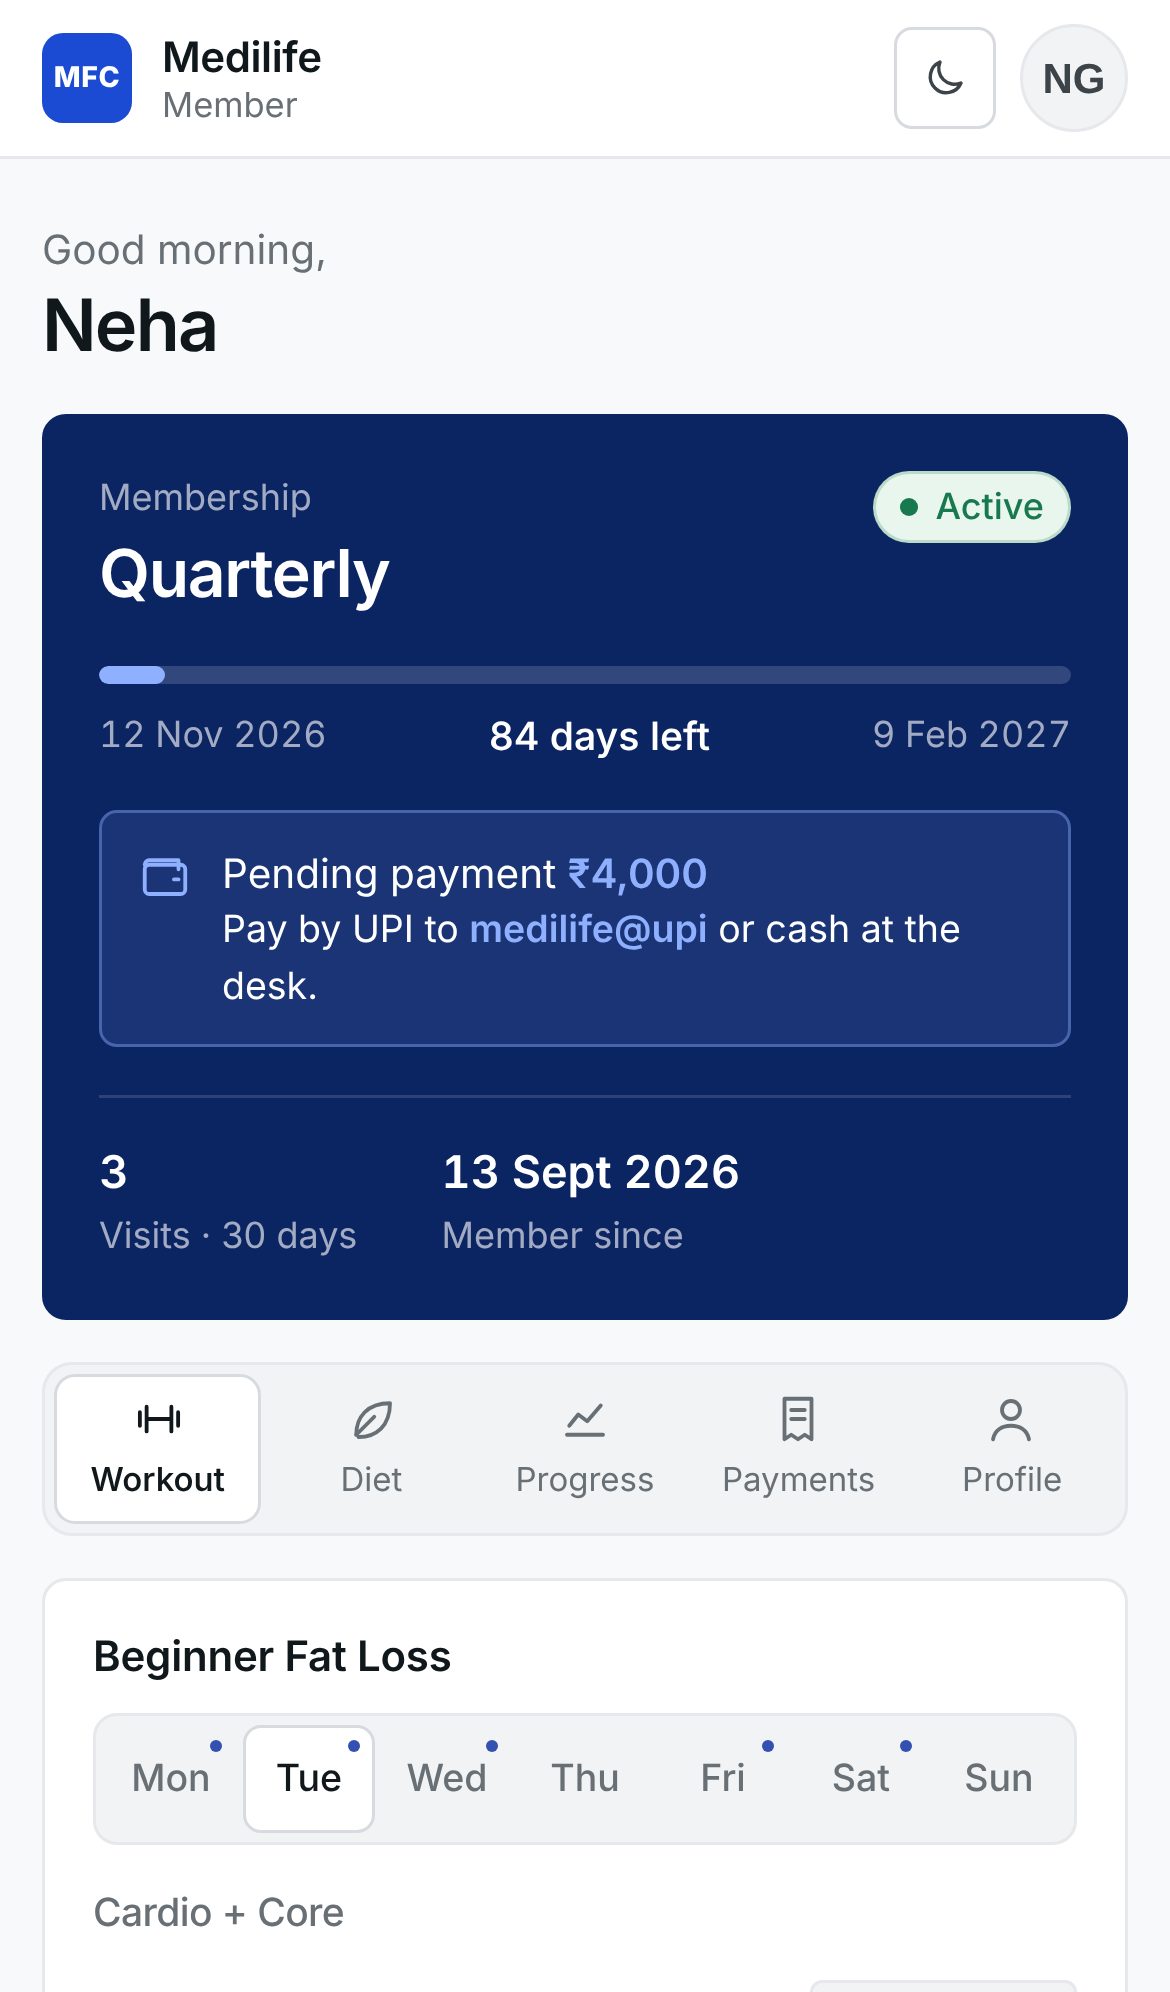 MFC
Medilife
Member
NG
Good morning,
Neha
Membership
Active
Quarterly
12 Nov 2026
84 days left
9 Feb 2027
Pending payment ₹4,000
Pay by UPI to medilife@upi or cash at the
desk.
3
13 Sept 2026
Visits · 30 days
Member since
Workout
Diet
Progress
Payments
Profile
Beginner Fat Loss
Mon
Tue
Wed
Thu
Fri
Sat
Sun
Cardio + Core